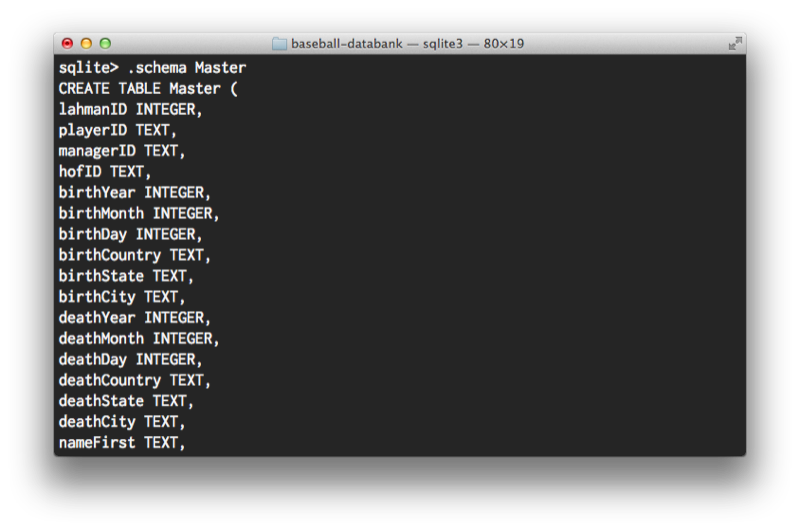 baseball-databank — sqlite3 — 80×19
sqlite> .schema Master
CREATE TABLE Master (
lahmanID INTEGER,
playerID TEXT,
managerID TEXT,
hofID TEXT,
birthYear INTEGER,
birthMonth INTEGER,
birthDay INTEGER,
birthCountry TEXT,
birthState TEXT,
birthCity TEXT,
deathYear INTEGER,
deathMonth INTEGER,
deathDay INTEGER,
deathCountry TEXT,
deathState TEXT,
deathCity TEXT,
nameFirst TEXT,